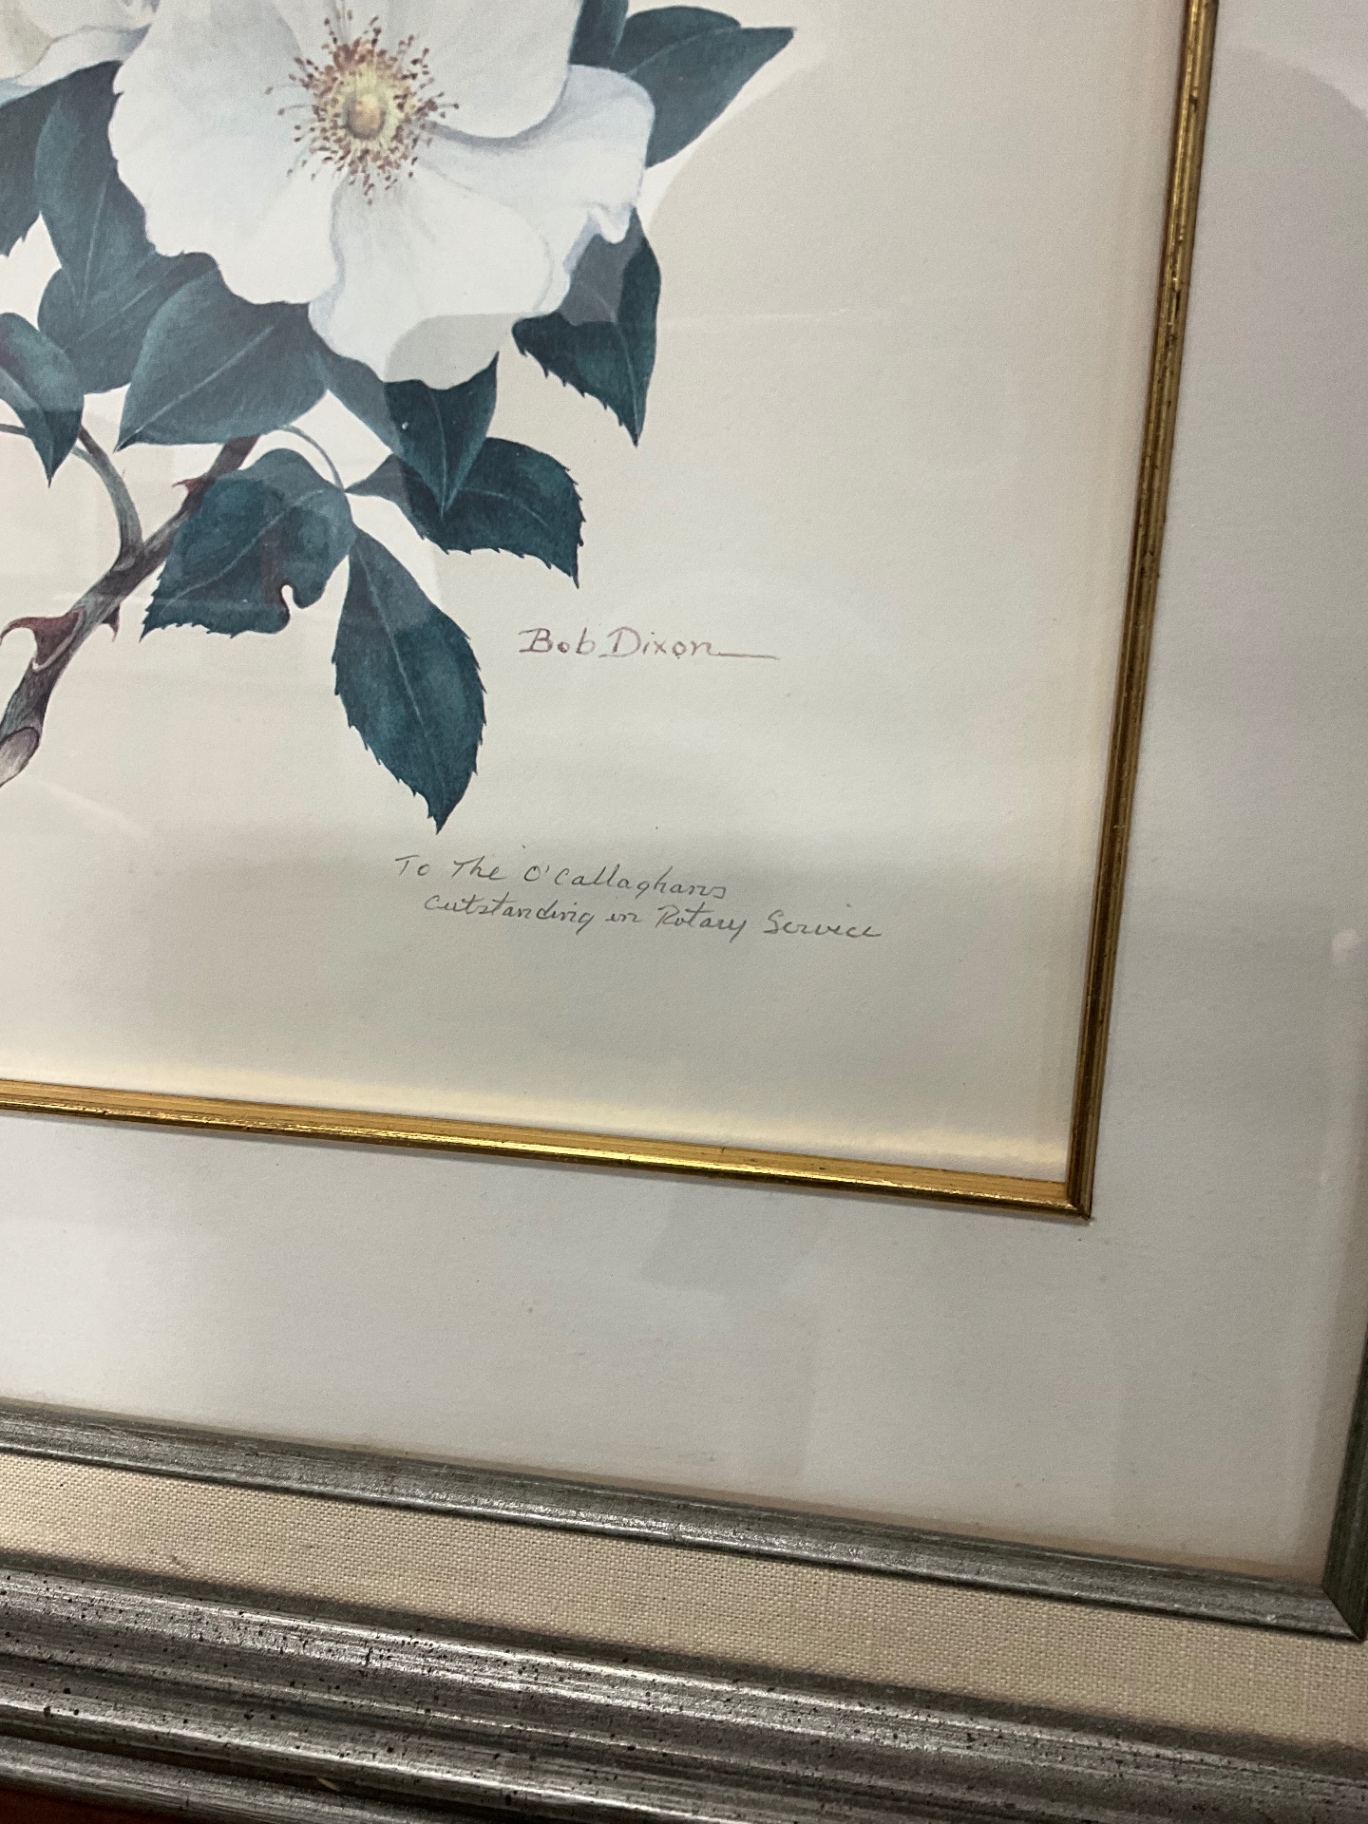 Bob Dixon
To The O'Callaghans
Outstanding in Rotary Service